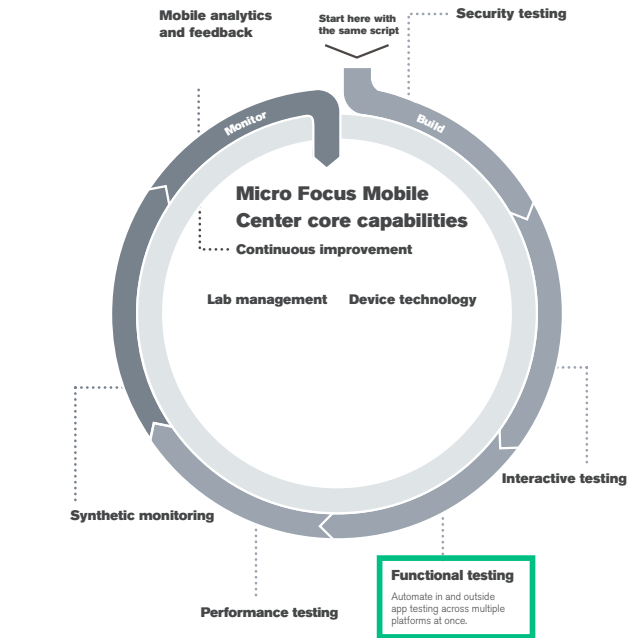 Mobile analytics
and feedback
Start here with
the same script
Security testing
Monitor
Build
Micro Focus Mobile
Center core capabilities
Continuous improvement
Lab management
Device technology
Interactive testing
Synthetic monitoring
Functional testing
Automate in and outside
app testing across multiple
platforms at once.
Performance testing